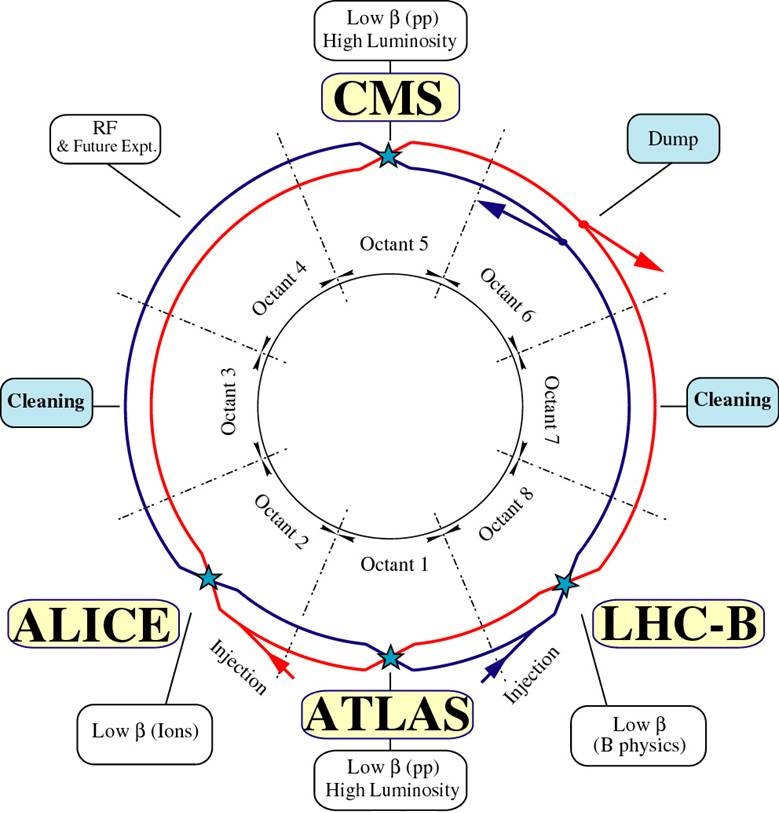 Low β (pp)
High Luminosity
CMS
RF
& Future Expt.
Dump
Octant 5
Octant 4
Octant 6
Cleaning
Octant 3
Octant 7
Cleaning
Octant 2
Octant 8
Octant 1
ALICE
LHC-B
Injection
Injection
ATLAS
Low β (Ions)
Low β
(B physics)
Low β (pp)
High Luminosity